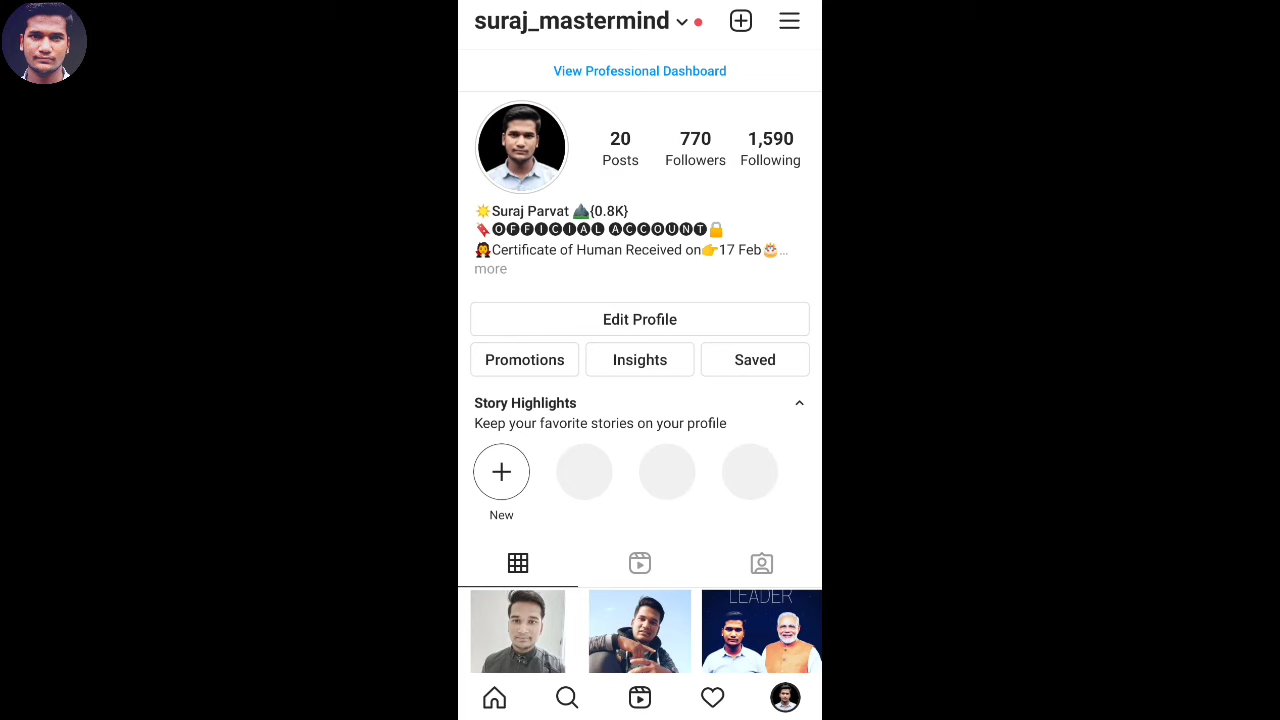 suraj_mastermind
View Professional Dashboard
20 770 1,590
Posts Followers Following
☀️Suraj Parvat ⛰️{0.8K}
🔖🅞🅕🅕🅘🅒🅘🅐🅛 🅐🅒🅒🅞🅤🅝🅣🔒
🧛Certificate of Human Received on👉17 Feb🎂...
more
Edit Profile
Promotions Insights Saved
Story Highlights
Keep your favorite stories on your profile
New
LEADER